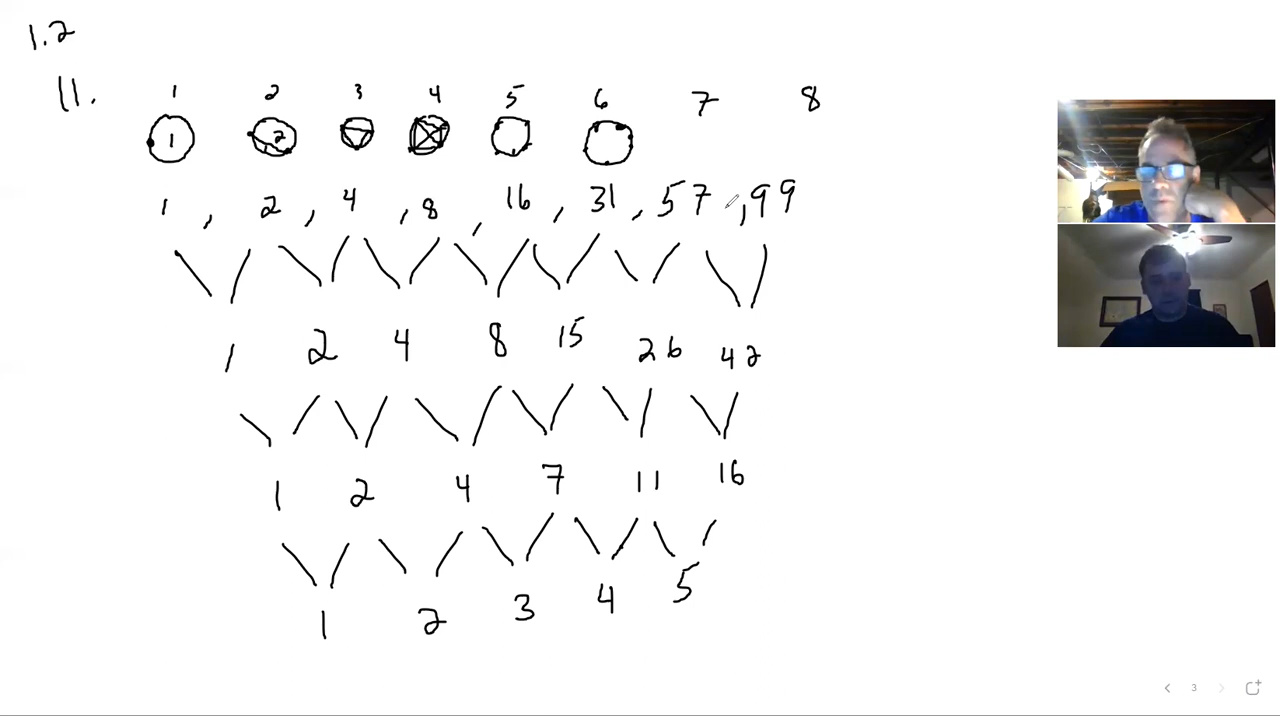 1.2
11.
1 2 3 4 5 6 7 8
1 2
1 , 2 , 4 , 8 , 16 , 31 , 57 , 99
1 2 4 8 15 26 42
1 2 4 7 11 16
1 2 3 4 5
3